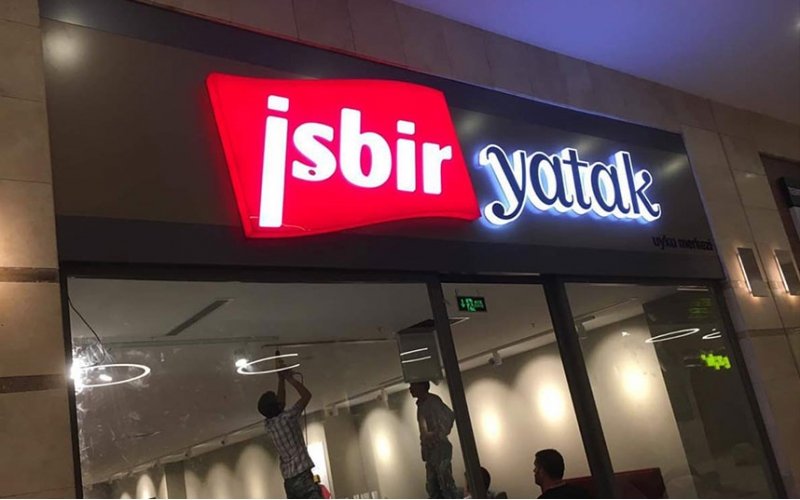 işbir yatak
uyku merkezi